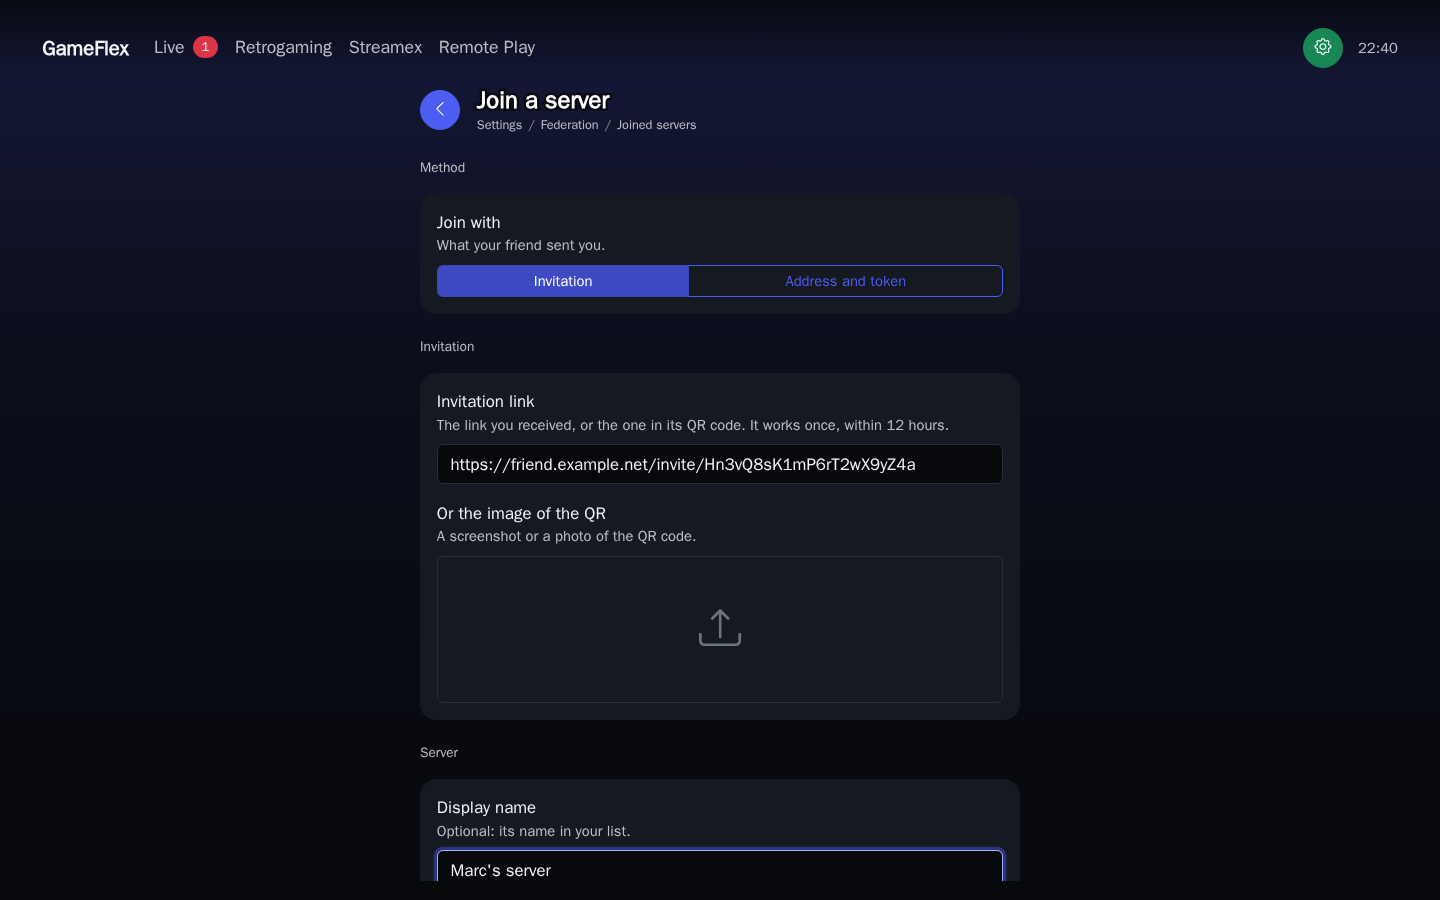 GameFlex Live 1 Retrogaming Streamex Remote Play 22:40
Join a server
Settings / Federation / Joined servers
Method
Join with
What your friend sent you.
Invitation Address and token
Invitation
Invitation link
The link you received, or the one in its QR code. It works once, within 12 hours.
https://friend.example.net/invite/Hn3vQ8sK1mP6rT2wX9yZ4a
Or the image of the QR
A screenshot or a photo of the QR code.
Server
Display name
Optional: its name in your list.
Marc's server